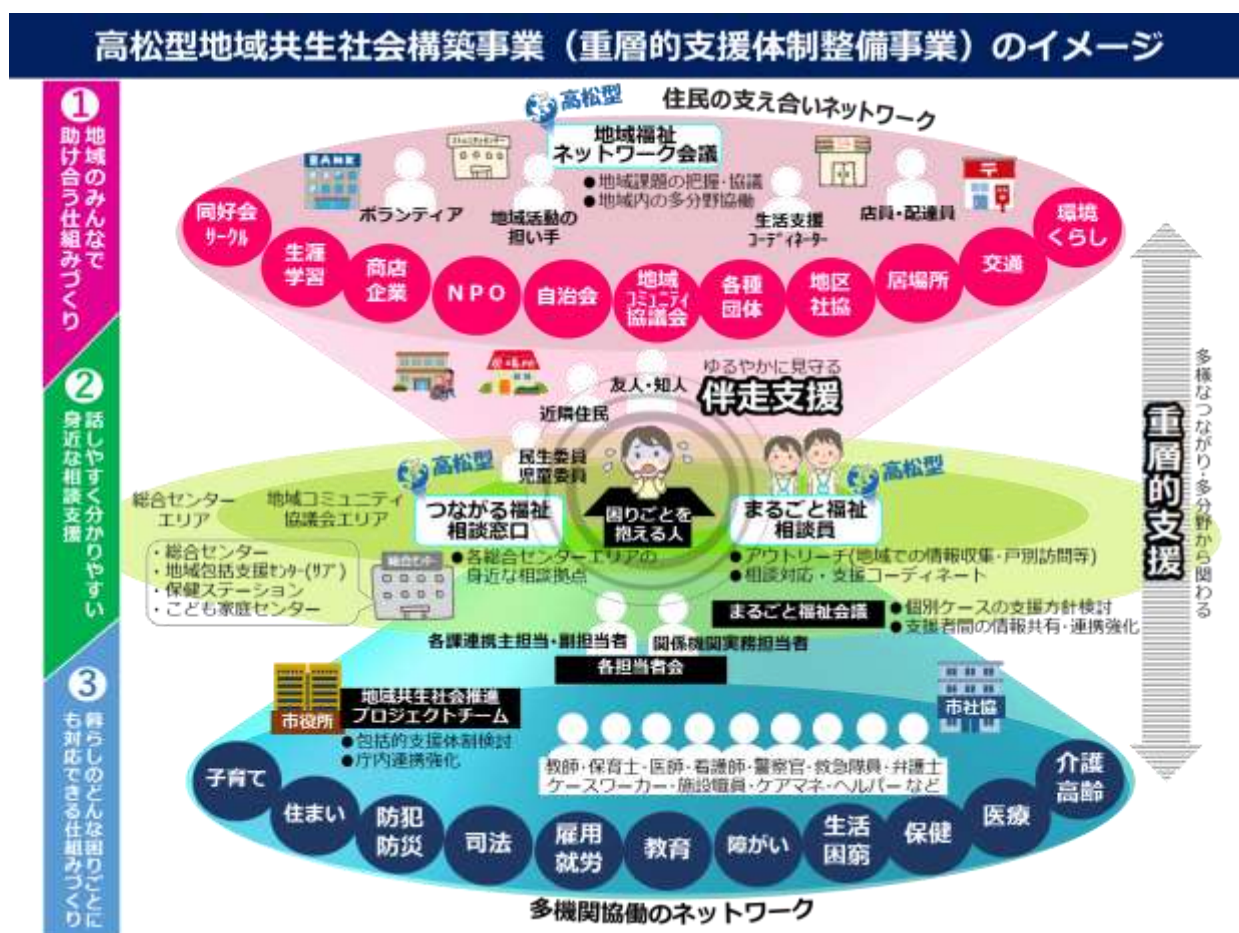 高松型地域共生社会構築事業（重層的支援体制整備事業）のイメージ
1
地域のみんなで
助け合う仕組みづくり
高松型
住民の支え合いネットワーク
地域福祉
ネットワーク会議
●地域課題の把握・協議
●地域内の多分野協働
BANK
コミュニティセンター
ボランティア
地域活動の
担い手
生活支援
ｺｰﾃﾞｨﾈｰﾀｰ
店員・配達員
〒
同好会
ｻｰｸﾙ
生涯
学習
商店
企業
ＮＰＯ
自治会
地域
ｺﾐｭﾆﾃｨ
協議会
各種
団体
地区
社協
居場所
交通
環境
くらし
2
話しやすく分かりやすい
身近な相談支援
友人・知人
近隣住民
ゆるやかに見守る
伴走支援
民生委員
児童委員
高松型
つながる福祉
相談窓口
●各総合センターエリアの
身近な相談拠点
困りごとを
抱える人
高松型
まるごと福祉
相談員
●アウトリーチ(地域での情報収集・戸別訪問等)
●相談対応・支援コーディネート
総合センター
エリア
地域コミュニティ
協議会エリア
・総合センター
・地域包括支援ｾﾝﾀｰ(ｻﾌﾞ)
・保健ステーション
・こども家庭センター
総合ｾﾝﾀｰ
まるごと福祉会議
●個別ケースの支援方針検討
●支援者間の情報共有・連携強化
各課連携主担当・副担当者
関係機関実務担当者
各担当者会
3
暮らしのどんな困りごとに
も対応できる仕組みづくり
市役所
地域共生社会推進
プロジェクトチーム
●包括的支援体制検討
●庁内連携強化
市社協
教師・保育士・医師・看護師・警察官・救急隊員・弁護士
ケースワーカー・施設職員・ケアマネ・ヘルパー など
子育て
住まい
防犯
防災
司法
雇用
就労
教育
障がい
生活
困窮
保健
医療
介護
高齢
多機関協働のネットワーク
重層的支援
多様なつながり・多分野から関わる